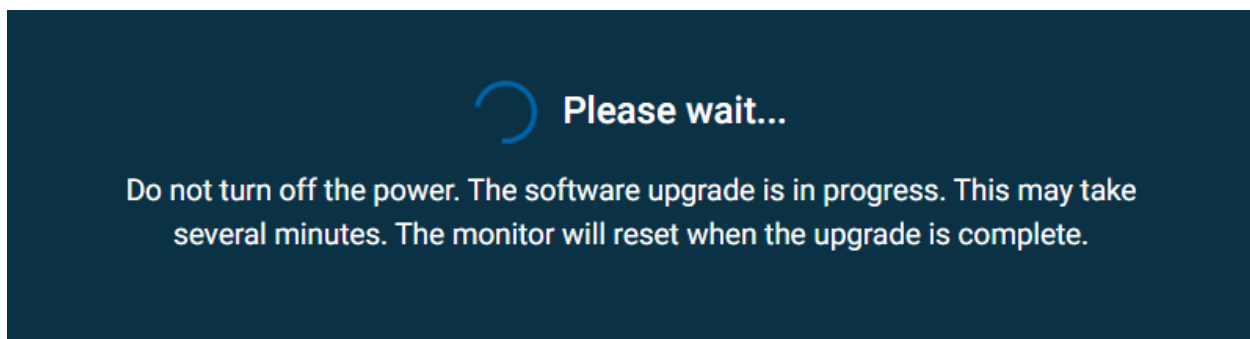 Please wait...
Do not turn off the power. The software upgrade is in progress. This may take
several minutes. The monitor will reset when the upgrade is complete.